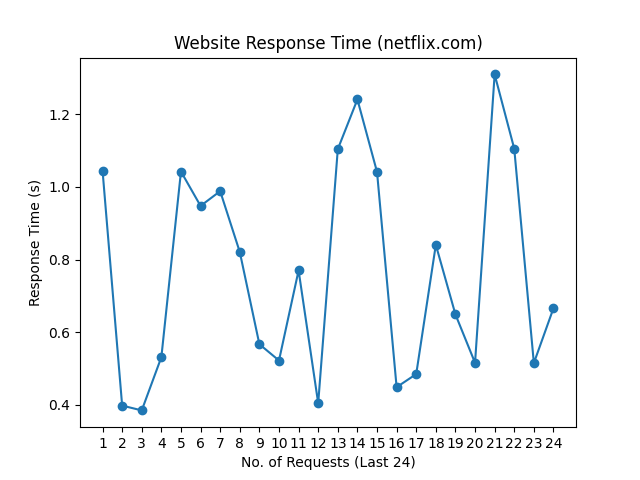 Website Response Time (netflix.com)
Response Time (s)
1.2
1.0
0.8
0.6
0.4
1 2 3 4 5 6 7 8 9 10 11 12 13 14 15 16 17 18 19 20 21 22 23 24
No. of Requests (Last 24)